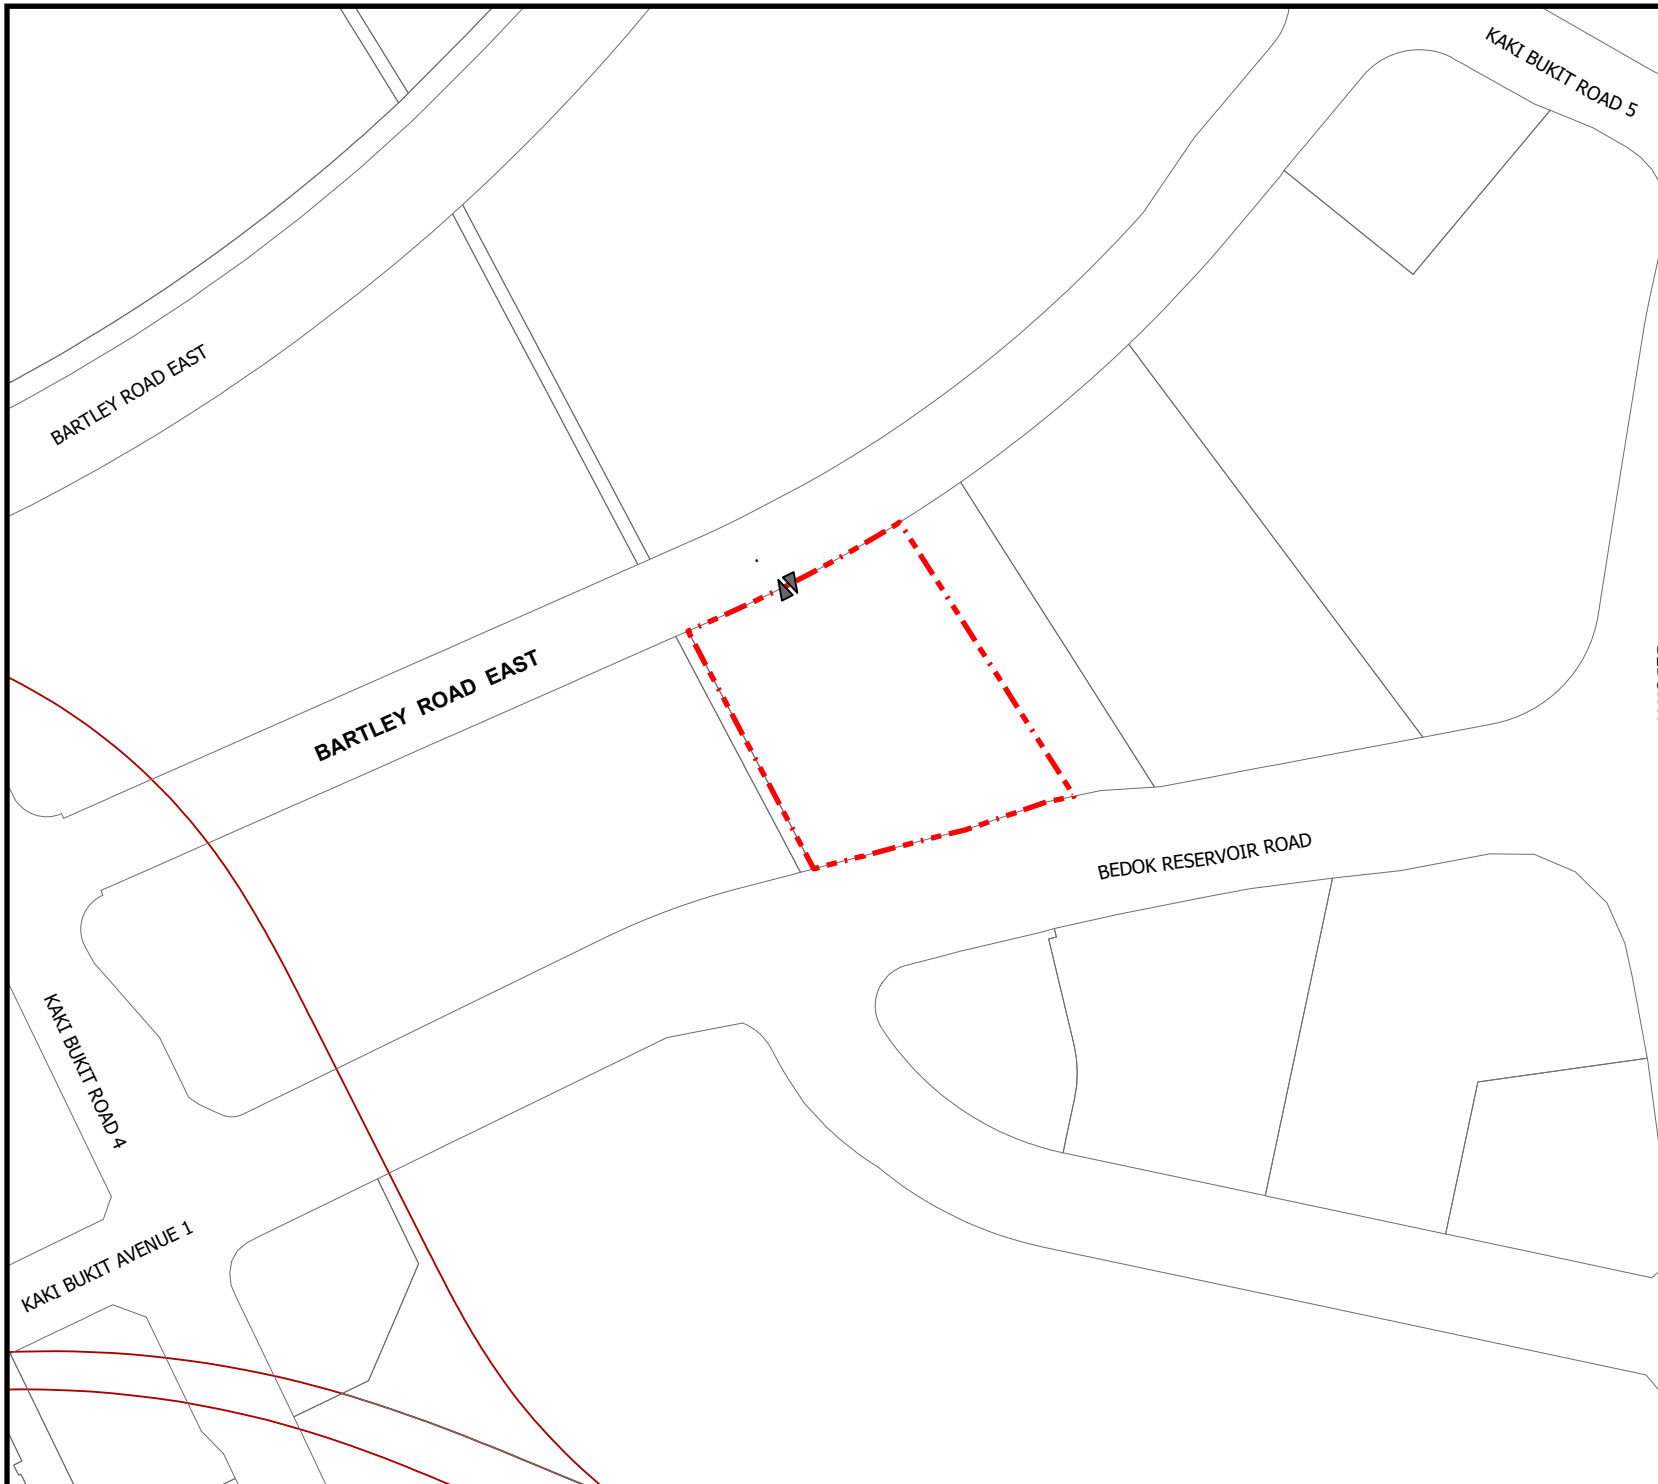 KAKI BUKIT ROAD 5
BARTLEY ROAD EAST
BARTLEY ROAD EAST
BEDOK RESERVOIR ROAD
KAKI BUKIT ROAD 4
KAKI BUKIT AVENUE 1